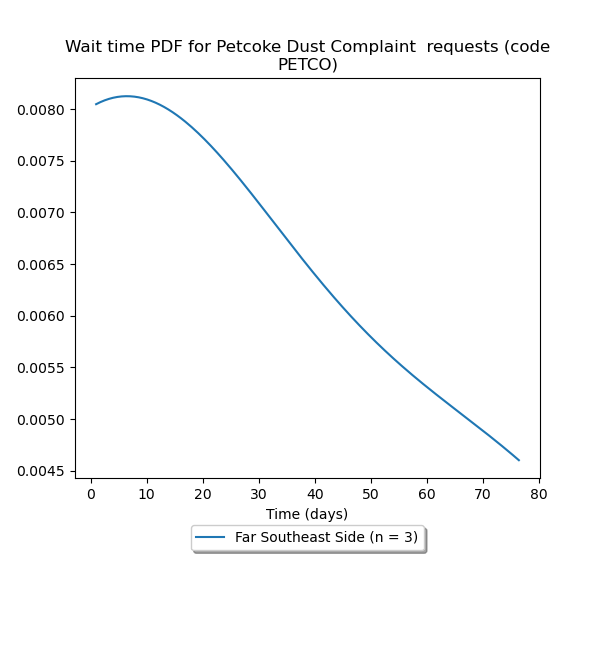 Wait time PDF for Petcoke Dust Complaint  requests (code
PETCO)
0.0080
0.0075
0.0070
0.0065
0.0060
0.0055
0.0050
0.0045
0 10 20 30 40 50 60 70 80
Time (days)
Far Southeast Side (n = 3)